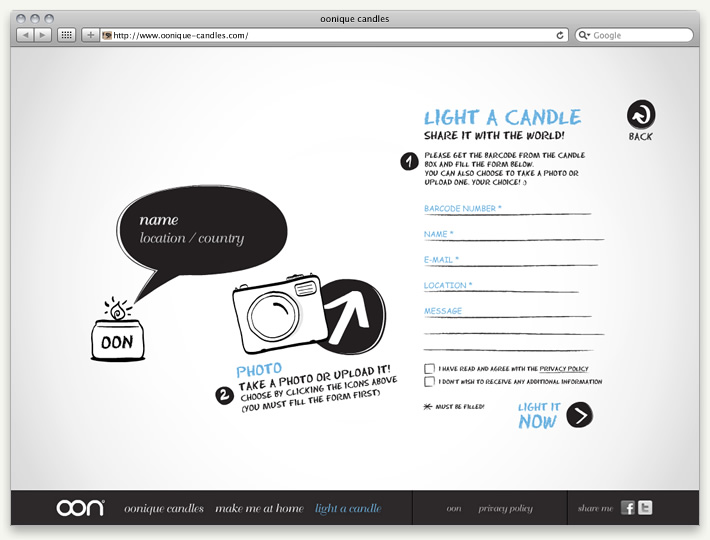 oonique candles
http://www.oonique-candles.com/
Google
LIGHT A CANDLE
SHARE IT WITH THE WORLD!
BACK
1
PLEASE GET THE BARCODE FROM THE CANDLE
BOX AND FILL THE FORM BELOW.
YOU CAN ALSO CHOOSE TO TAKE A PHOTO OR
UPLOAD ONE. YOUR CHOICE! :)
BARCODE NUMBER *
NAME *
E-MAIL *
LOCATION *
MESSAGE
I HAVE READ AND AGREE WITH THE PRIVACY POLICY
I DON'T WISH TO RECEIVE ANY ADDITIONAL INFORMATION
* MUST BE FILLED!
LIGHT IT
NOW
name
location / country
OON
PHOTO
2
TAKE A PHOTO OR UPLOAD IT!
CHOOSE BY CLICKING THE ICONS ABOVE
(YOU MUST FILL THE FORM FIRST)
oon
oonique candles
make me at home
light a candle
oon
privacy policy
share me
f
t